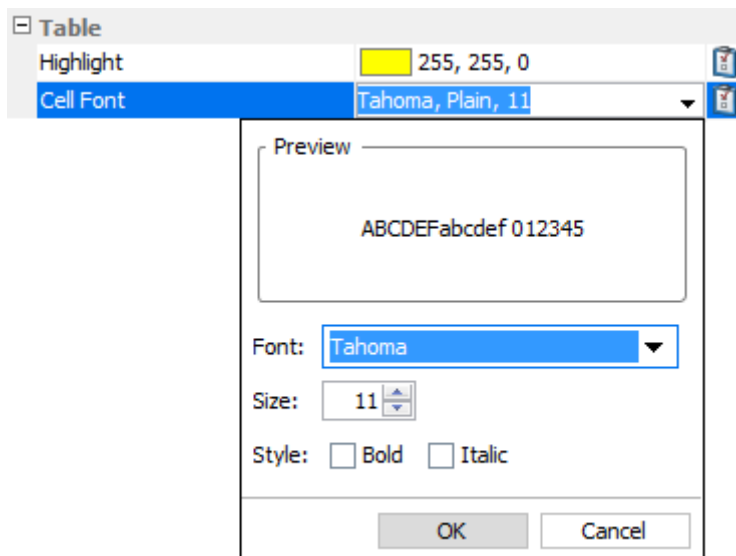 Table
Highlight 255, 255, 0
Cell Font Tahoma, Plain, 11
Preview
ABCDEFabcdef 012345
Font: Tahoma
Size: 11
Style: Bold Italic
OK Cancel